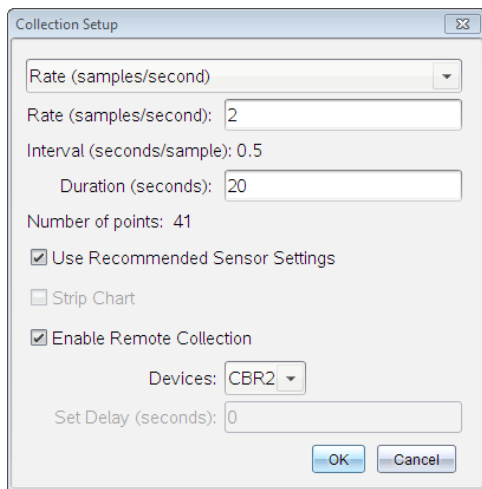 Collection Setup
Rate (samples/second)
Rate (samples/second): 2
Interval (seconds/sample): 0.5
Duration (seconds): 20
Number of points: 41
Use Recommended Sensor Settings
Strip Chart
Enable Remote Collection
Devices: CBR2
Set Delay (seconds): 0
OK Cancel